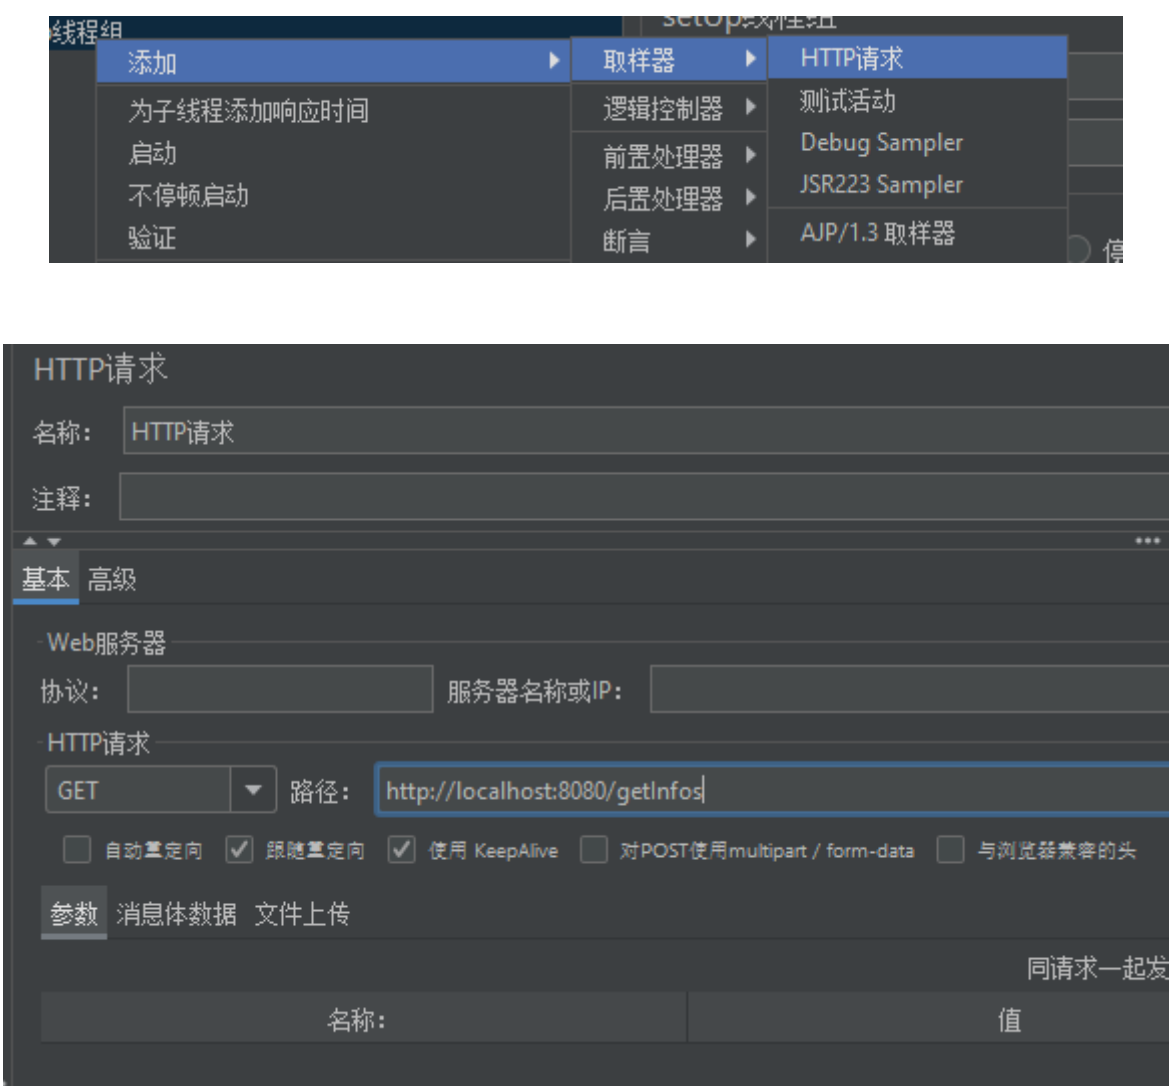 线程组
setUp线程组
添加 取样器 HTTP请求
为子线程添加响应时间 逻辑控制器 测试活动
启动 前置处理器 Debug Sampler
不停顿启动 后置处理器 JSR223 Sampler
验证 断言 AJP/1.3 取样器
停
HTTP请求
名称: HTTP请求
注释:
基本 高级
Web服务器
协议: 服务器名称或IP:
HTTP请求
GET 路径: http://localhost:8080/getInfos
自动重定向 跟随重定向 使用 KeepAlive 对POST使用multipart / form-data 与浏览器兼容的头
参数 消息体数据 文件上传
同请求一起发
名称: 值